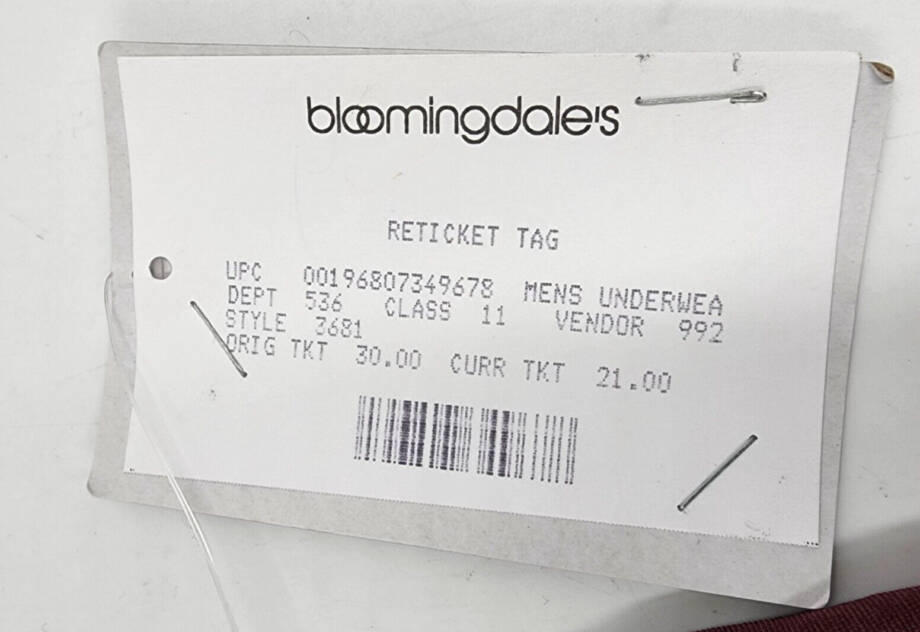 bloomingdale's
RETICKET TAG
UPC 00196807349678 MENS UNDERWEA
DEPT 536 CLASS 11 VENDOR 992
STYLE 3681
ORIG TKT 30.00 CURR TKT 21.00